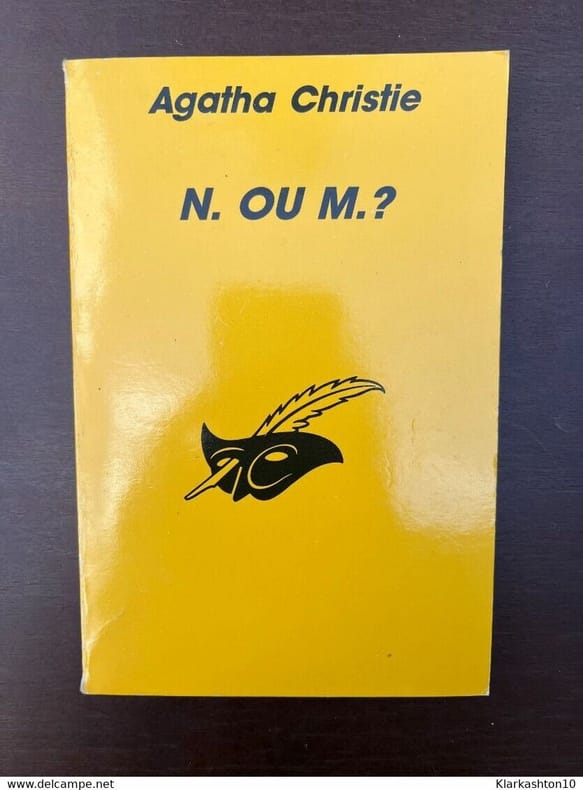 Agatha Christie
N. OU M.?
www.delcampe.net
Klarkashton10